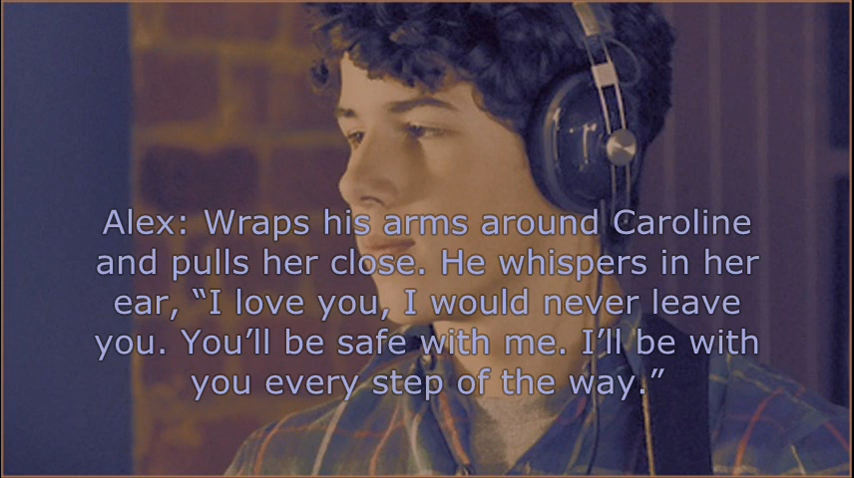 Alex: Wraps his arms around Caroline
and pulls her close. He whispers in her
ear, “I love you, I would never leave
you. You’ll be safe with me. I’ll be with
you every step of the way.”